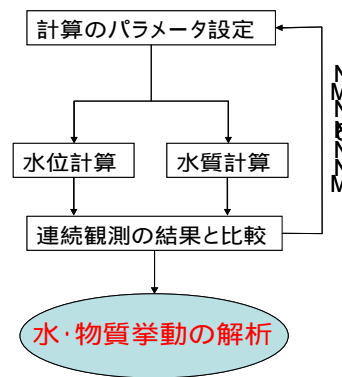 計算のパラメータ設定
水位計算
水質計算
連続観測の結果と比較
水・物質挙動の解析